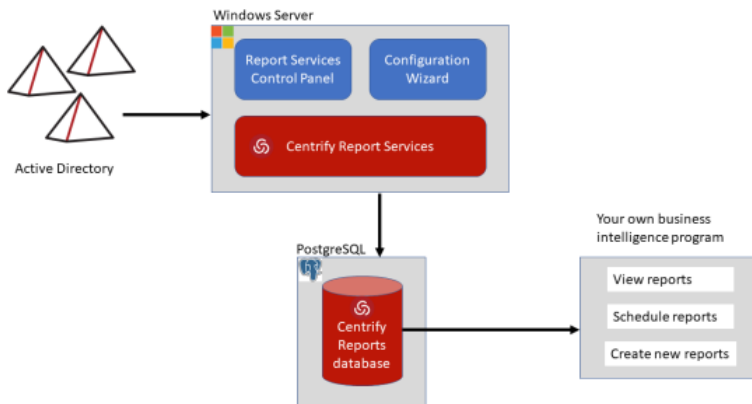 Windows Server
Report Services
Control Panel
Configuration
Wizard
Centrify Report Services
Active Directory
PostgreSQL
Centrify
Reports
database
Your own business
intelligence program
View reports
Schedule reports
Create new reports